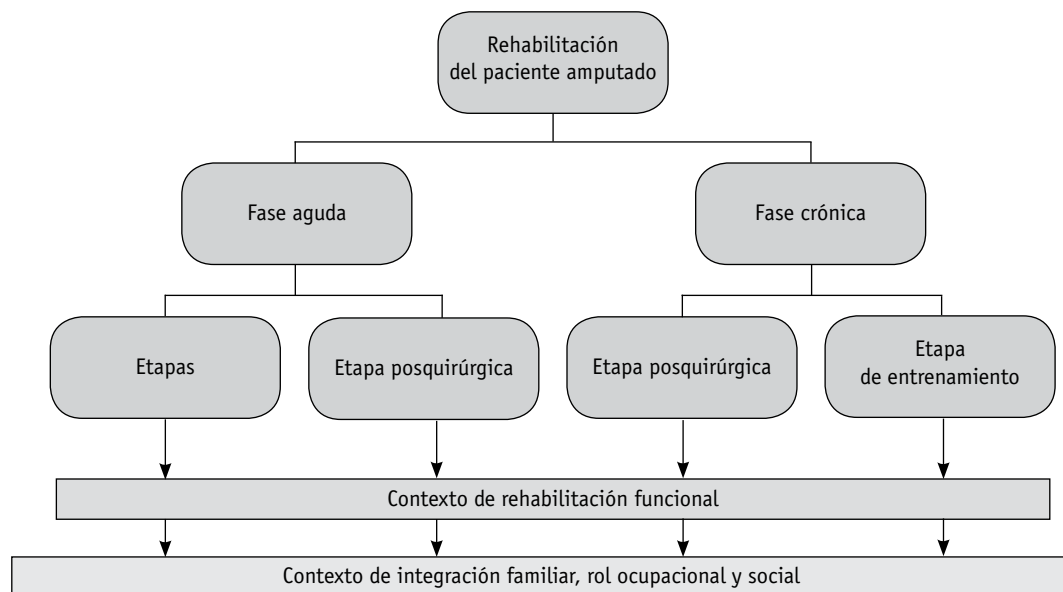 Rehabilitación
del paciente amputado
Fase aguda
Fase crónica
Etapas
Etapa posquirúrgica
Etapa posquirúrgica
Etapa
de entrenamiento
Contexto de rehabilitación funcional
Contexto de integración familiar, rol ocupacional y social